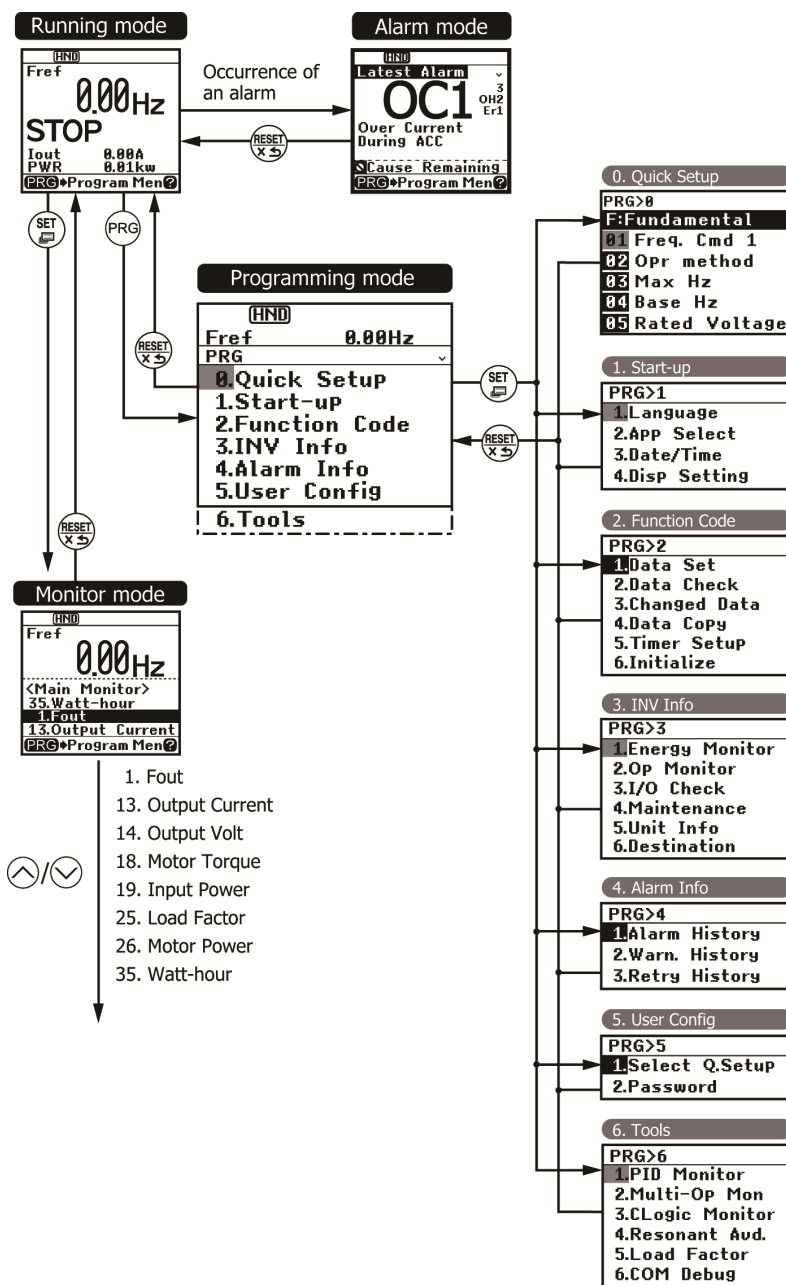 Running mode
HND
Fref
0.00Hz
STOP
Iout 0.00A
PWR 0.01kw
PRG Program Men?
Occurrence of
an alarm
RESET
Alarm mode
HND
Latest Alarm
OC1
3
OH2
Er1
Over Current
During ACC
Cause Remaining
PRG Program Men?
SET
PRG
RESET
RESET
Programming mode
HND
Fref 0.00Hz
PRG
0.Quick Setup
1.Start-up
2.Function Code
3.INV Info
4.Alarm Info
5.User Config
6.Tools
SET
RESET
Monitor mode
HND
Fref
0.00Hz
<Main Monitor>
35.Watt-hour
1.Fout
13.Output Current
PRG Program Men?
1. Fout
13. Output Current
14. Output Volt
18. Motor Torque
19. Input Power
25. Load Factor
26. Motor Power
35. Watt-hour
/
0. Quick Setup
PRG>0
F:Fundamental
01 Freq. Cmd 1
02 Opr method
03 Max Hz
04 Base Hz
05 Rated Voltage
1. Start-up
PRG>1
1.Language
2.App Select
3.Date/Time
4.Disp Setting
2. Function Code
PRG>2
1.Data Set
2.Data Check
3.Changed Data
4.Data Copy
5.Timer Setup
6.Initialize
3. INV Info
PRG>3
1.Energy Monitor
2.Op Monitor
3.I/O Check
4.Maintenance
5.Unit Info
6.Destination
4. Alarm Info
PRG>4
1.Alarm History
2.Warn. History
3.Retry History
5. User Config
PRG>5
1.Select Q.Setup
2.Password
6. Tools
PRG>6
1.PID Monitor
2.Multi-Op Mon
3.CLogic Monitor
4.Resonant Avd.
5.Load Factor
6.COM Debug